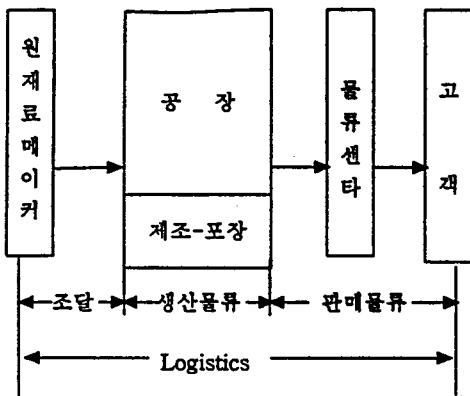 원재료메이커
공 장
제조-포장
물류센타
고 객
조달
생산물류
판매물류
Logistics